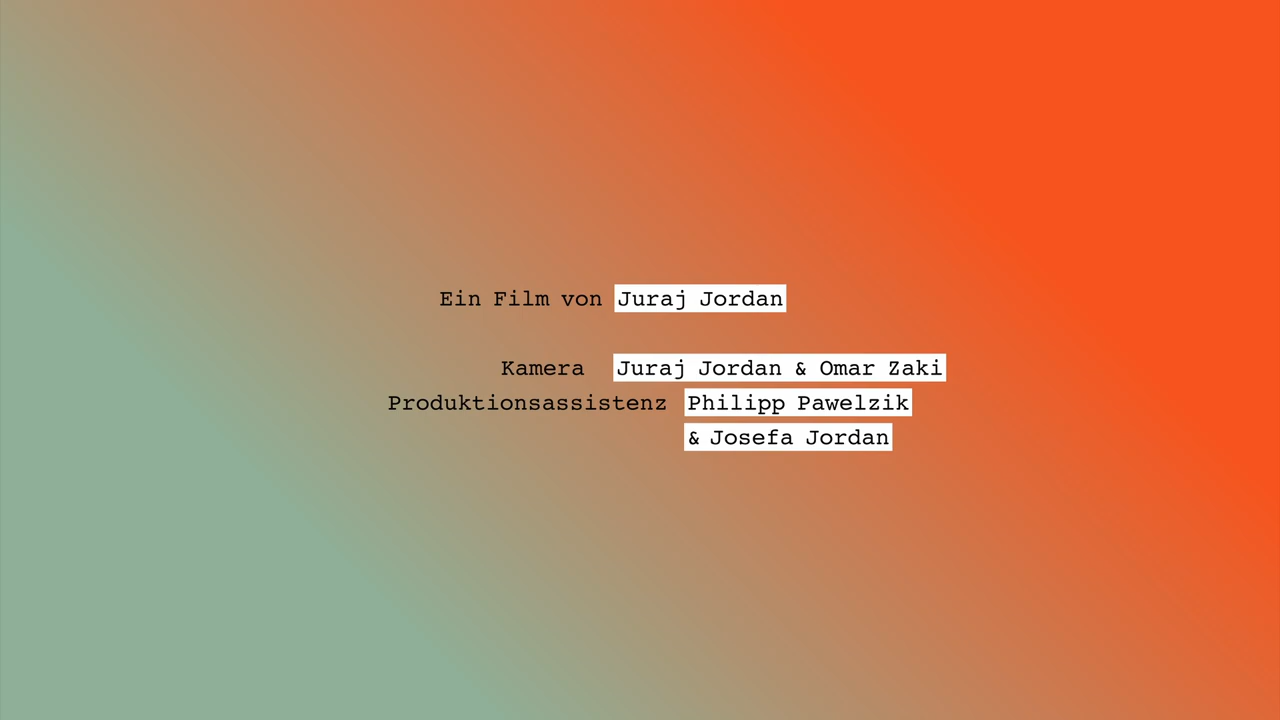 Ein Film von Juraj Jordan
Kamera Juraj Jordan & Omar Zaki
Produktionsassistenz Philipp Pawelzik
& Josefa Jordan